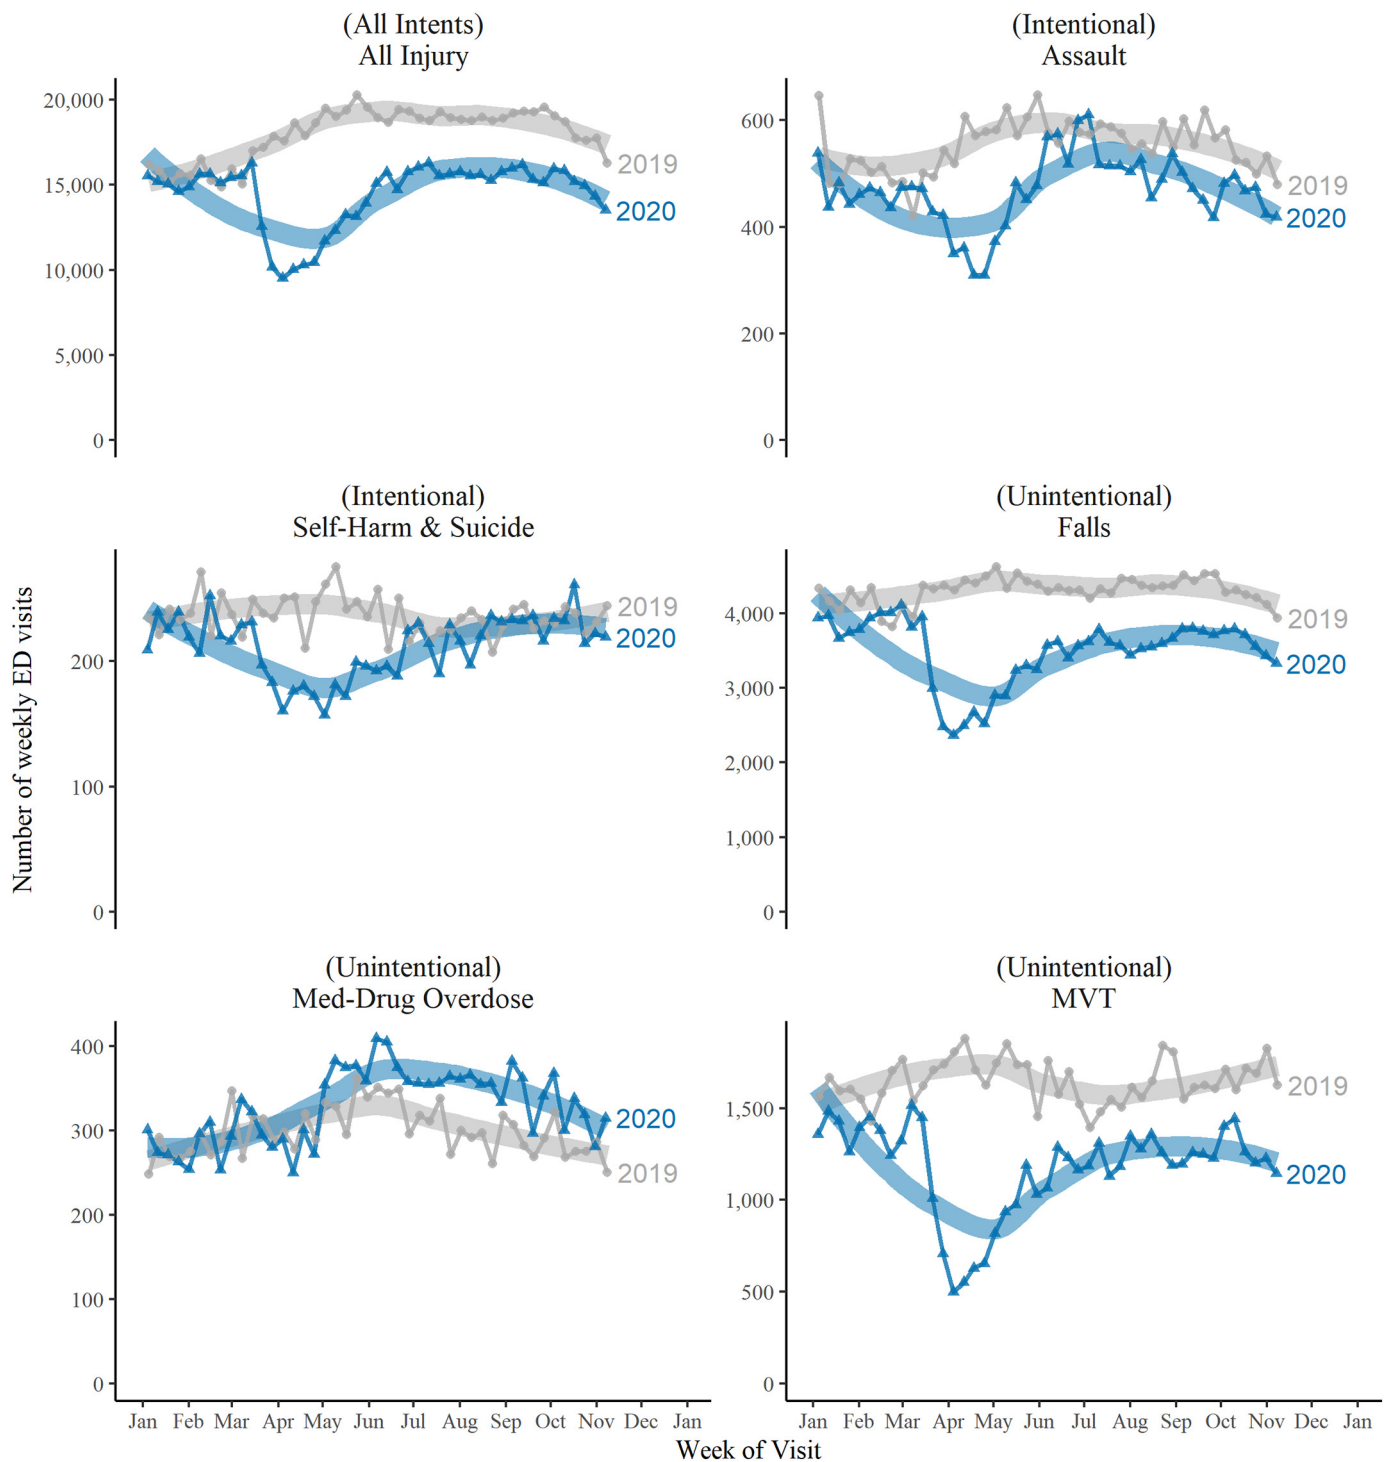 (All Intents)
All Injury
20,000
15,000
10,000
5,000
0
2019
2020
(Intentional)
Assault
600
400
200
0
2019
2020
(Intentional)
Self-Harm & Suicide
200
100
0
2019
2020
(Unintentional)
Falls
4,000
3,000
2,000
1,000
0
2019
2020
(Unintentional)
Med-Drug Overdose
400
300
200
100
0
2020
2019
Jan Feb Mar Apr May Jun Jul Aug Sep Oct Nov Dec Jan
(Unintentional)
MVT
1,500
1,000
500
0
2019
2020
Jan Feb Mar Apr May Jun Jul Aug Sep Oct Nov Dec Jan
Number of weekly ED visits
Week of Visit